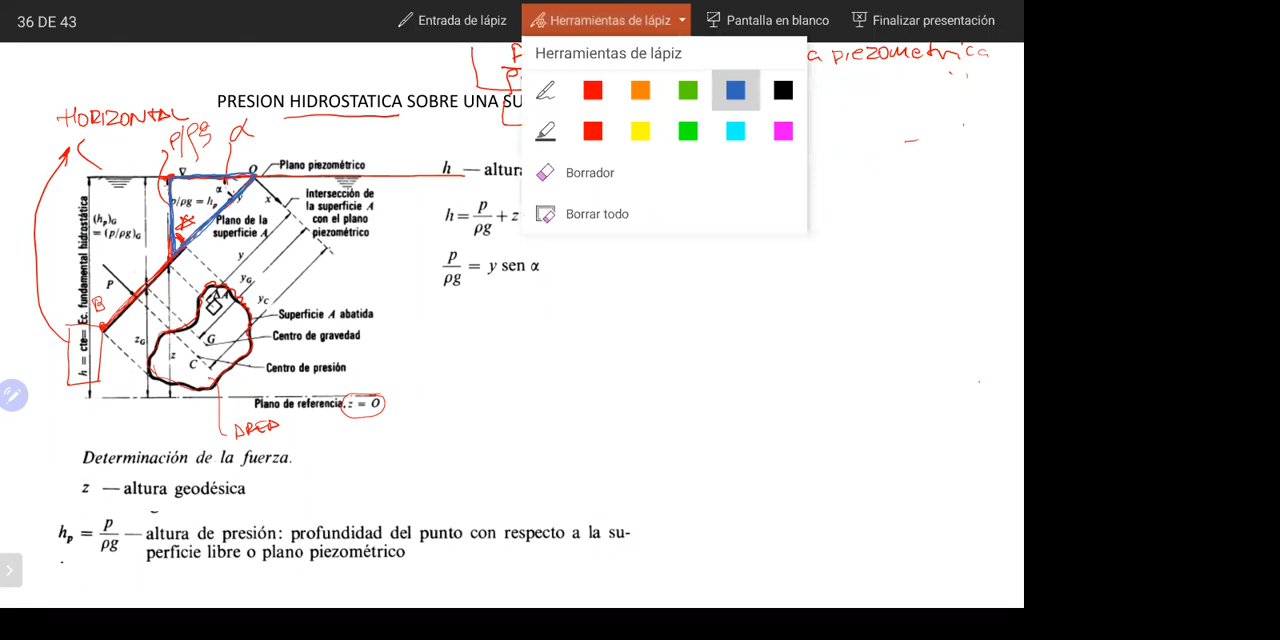 36 DE 43
Entrada de lápiz
Herramientas de lápiz
Pantalla en blanco
Finalizar presentación
Herramientas de lápiz
Borrador
Borrar todo
a piezometrica
PRESION HIDROSTATICA SOBRE UNA SU
HORIZONTAL
P/ρg
α
Plano piezométrico
O
α
y
x
p/ρg = hₚ
Intersección de
la superficie A
con el plano
piezométrico
Plano de la
superficie A
(hₚ)G
= (p/ρg)G
h = cte= Ec. fundamental hidrostática
P
B
y
yG
yC
zG
z
G
C
Superficie A abatida
Centro de gravedad
Centro de presión
Plano de referencia, z = O
AREA
h — altura
h = p/ρg + z
p/ρg = y sen α
Determinación de la fuerza.
z — altura geodésica
hₚ = p/ρg — altura de presión: profundidad del punto con respecto a la su-
perficie libre o plano piezométrico